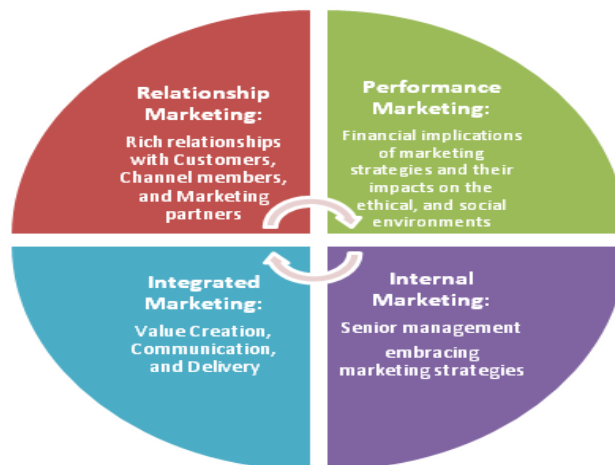 Relationship
Marketing:
Rich relationships
with Customers,
Channel members,
and Marketing
partners
Performance
Marketing:
Financial implications
of marketing
strategies and their
impacts on the
ethical, and social
environments
Integrated
Marketing:
Value Creation,
Communication,
and Delivery
Internal
Marketing:
Senior management
embracing
marketing strategies